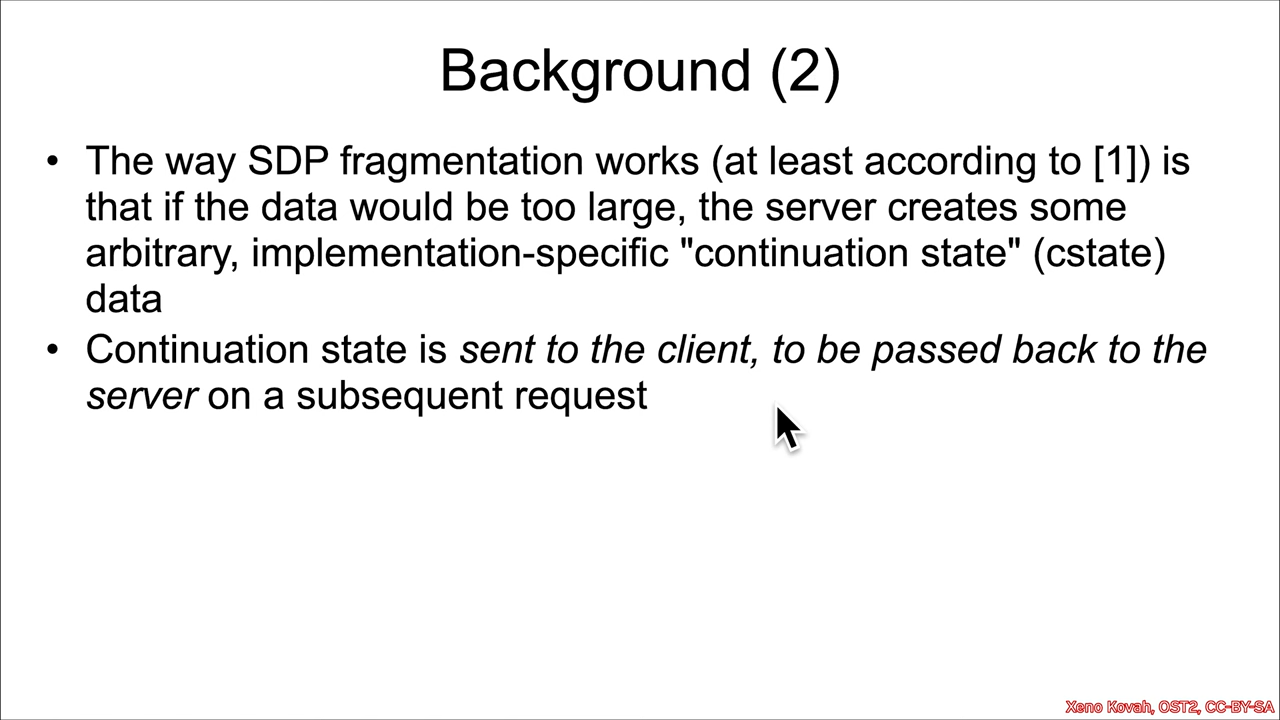 Background (2)
• The way SDP fragmentation works (at least according to [1]) is
that if the data would be too large, the server creates some
arbitrary, implementation-specific "continuation state" (cstate)
data
• Continuation state is sent to the client, to be passed back to the
server on a subsequent request
Xeno Kovah, OST2, CC-BY-SA